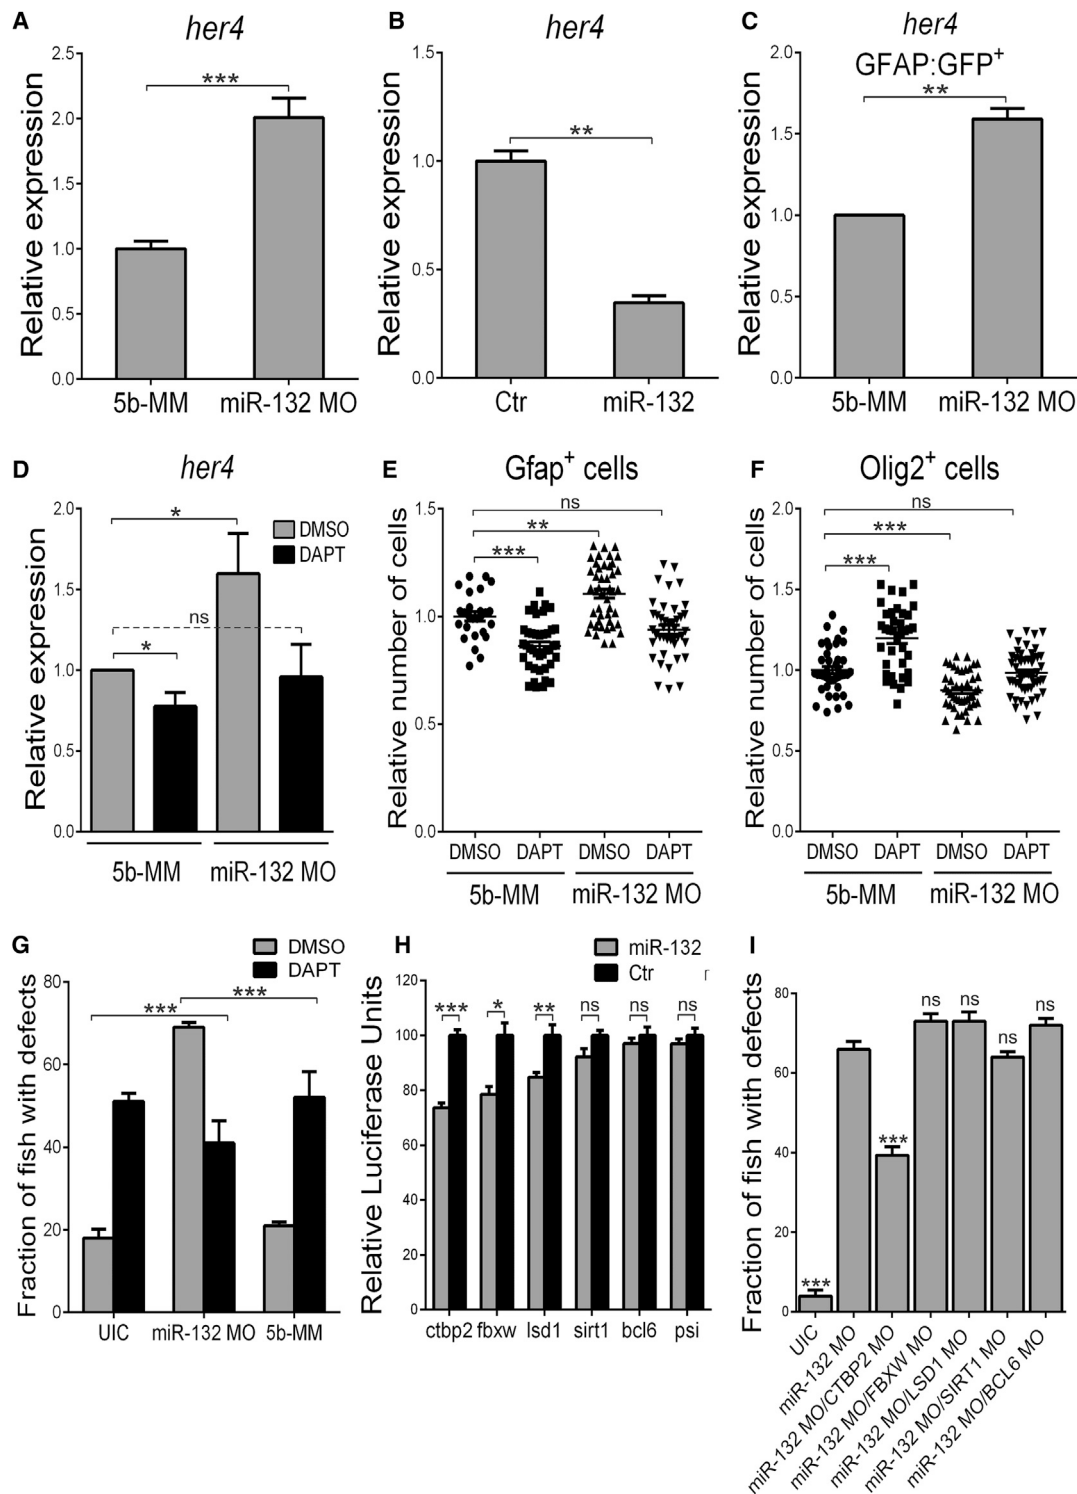 A
her4
Relative expression
2.5
2.0
1.5
1.0
0.5
0.0
***
5b-MM
miR-132 MO
B
her4
Relative expression
1.5
1.0
0.5
0.0
**
Ctr
miR-132
C
her4
GFAP:GFP+
Relative expression
2.0
1.5
1.0
0.5
0.0
**
5b-MM
miR-132 MO
D
her4
Relative expression
2.0
1.5
1.0
0.5
0.0
*
ns
*
DMSO
DAPT
5b-MM
miR-132 MO
E
Gfap+ cells
Relative number of cells
1.5
1.0
0.5
0.0
ns
**
***
DMSO DAPT DMSO DAPT
5b-MM
miR-132 MO
F
Olig2+ cells
Relative number of cells
2.0
1.5
1.0
0.5
0.0
ns
***
***
DMSO DAPT DMSO DAPT
5b-MM
miR-132 MO
G
DMSO
DAPT
Fraction of fish with defects
80
60
40
20
0
***
***
UIC
miR-132 MO
5b-MM
H
miR-132
Ctr
Relative Luciferase Units
120
100
80
60
40
20
0
***
*
**
ns
ns
ns
ctbp2
fbxw
lsd1
sirt1
bcl6
psi
I
Fraction of fish with defects
80
60
40
20
0
***
***
ns
ns
ns
ns
UIC
miR-132 MO
miR-132 MO/CTBP2 MO
miR-132 MO/FBXW MO
miR-132 MO/LSD1 MO
miR-132 MO/SIRT1 MO
miR-132 MO/BCL6 MO